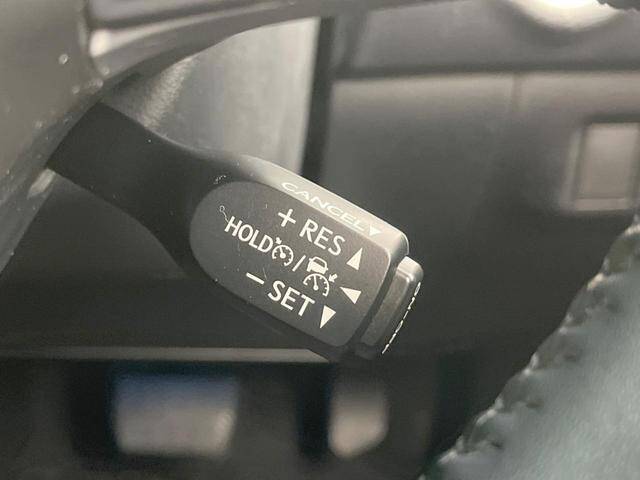 CANCEL▼
+ RES ▲
HOLD / ◀
− SET ▼